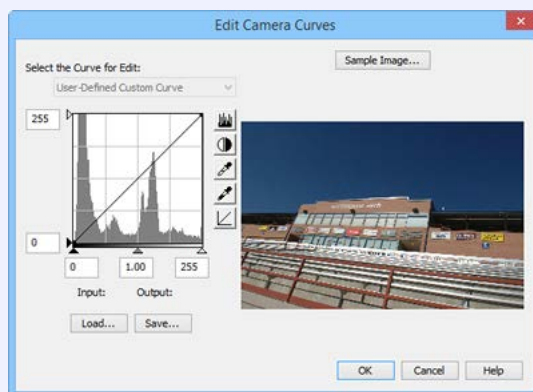 Edit Camera Curves
Sample Image...
Select the Curve for Edit:
User-Defined Custom Curve
255
0
0 1.00 255
Input: Output:
Load... Save...
OK Cancel Help